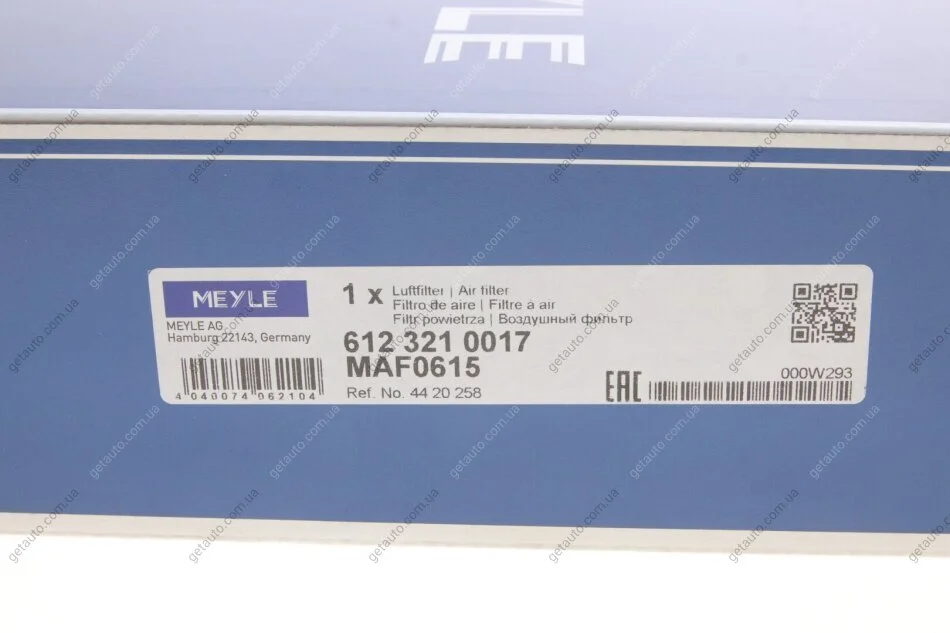 MEYLE
1 x Luftfilter | Air filter
Filtro de aire | Filtre à air
Filtr powietrza | Воздушный фильтр
MEYLE AG
Hamburg 22143, Germany
612 321 0017
MAF0615
Ref. No. 44 20 258
4 040074 062104
EAC
000W293
getauto.com.ua